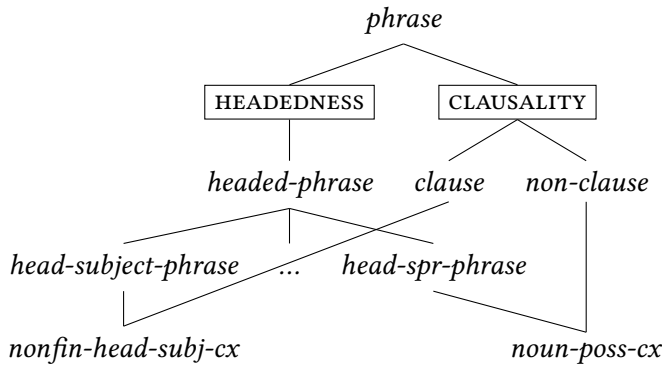 phrase
HEADEDNESS CLAUSALITY
headed-phrase clause non-clause
head-subject-phrase ... head-spr-phrase
nonfin-head-subj-cx noun-poss-cx